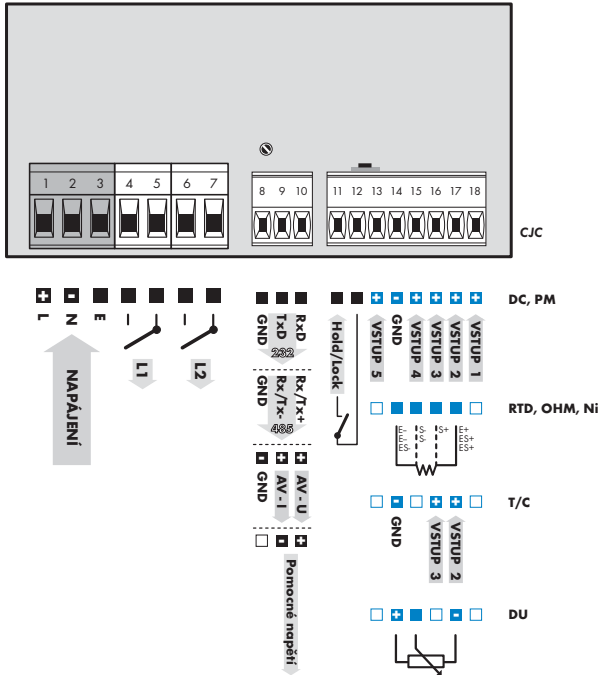 1 2 3 4 5 6 7 8 9 10 11 12 13 14 15 16 17 18
CJC
L N E
NAPÁJENÍ
L1
L2
GND TxD RxD
232
GND Rx/Tx- Rx/Tx+
485
GND AV - I AV - U
Pomocné napětí
Hold/Lock
VSTUP 5 GND VSTUP 4 VSTUP 3 VSTUP 2 VSTUP 1
DC, PM
RTD, OHM, Ni
E- S- S+ E+
E- S- ES+
ES- ES+
T/C
GND VSTUP 3 VSTUP 2
DU